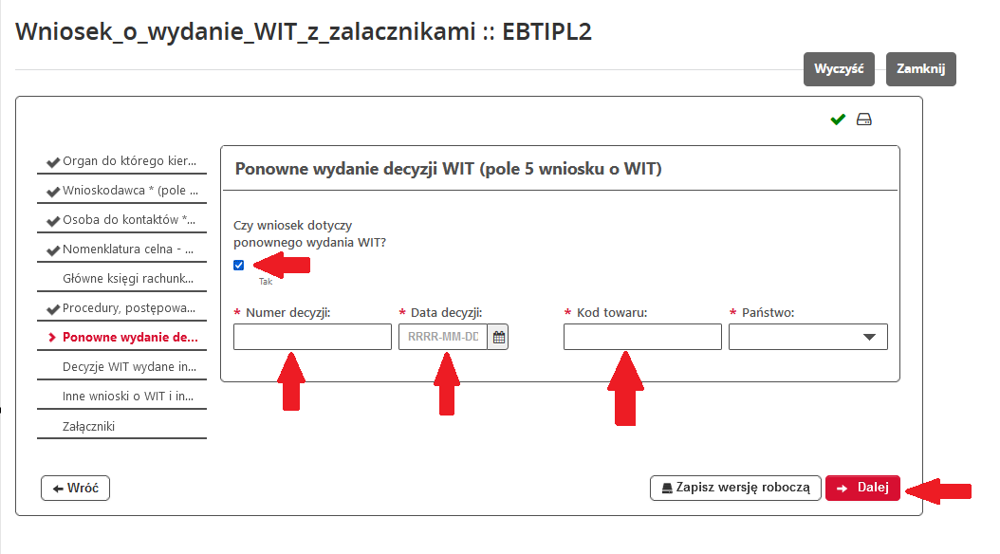 Wniosek_o_wydanie_WIT_z_zalacznikami :: EBTIPL2
Wyczyść
Zamknij
Organ do którego kier...
Wnioskodawca * (pole ...
Osoba do kontaktów *...
Nomenklatura celna - ...
Główne księgi rachunk...
Procedury, postępowa...
Ponowne wydanie de...
Decyzje WIT wydane in...
Inne wnioski o WIT i in...
Załączniki
Ponowne wydanie decyzji WIT (pole 5 wniosku o WIT)
Czy wniosek dotyczy
ponownego wydania WIT?
Tak
* Numer decyzji:
* Data decyzji:
* Kod towaru:
* Państwo:
RRRR-MM-DD
Wróć
Zapisz wersję roboczą
Dalej